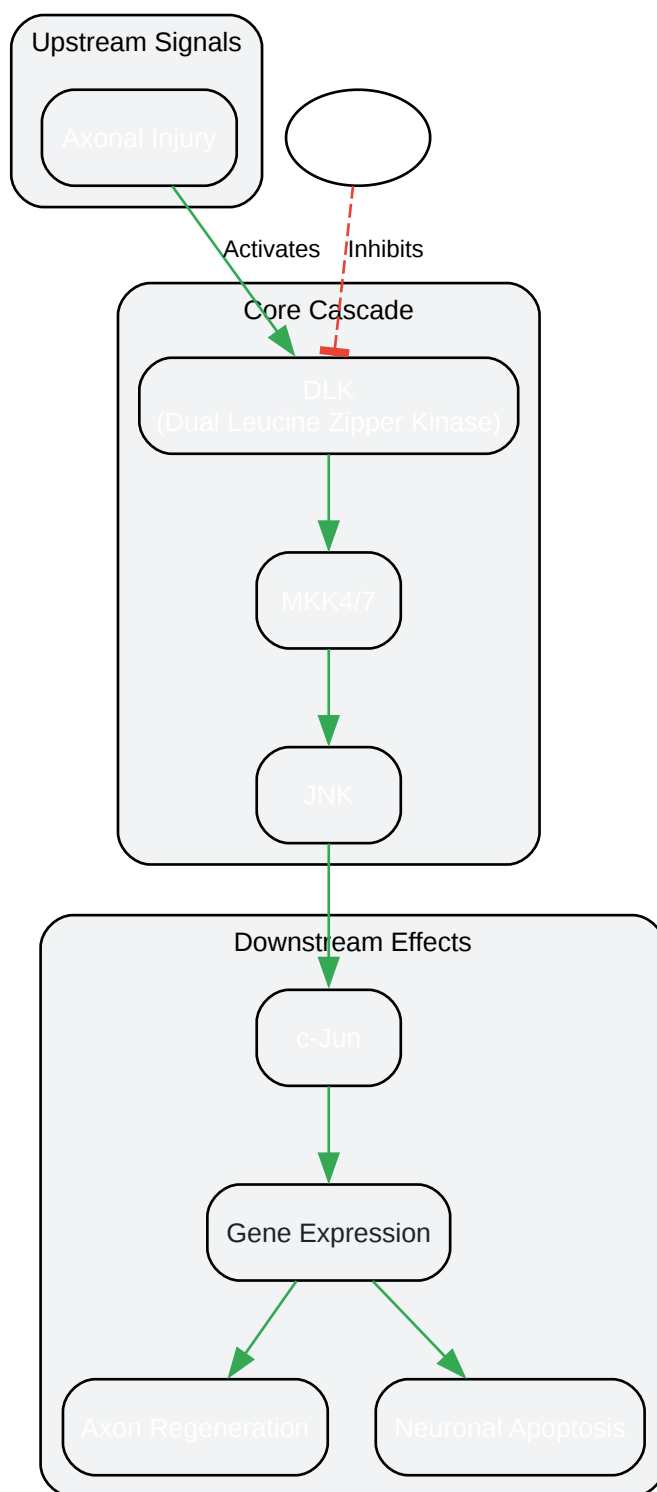 Upstream Signals
Axonal Injury
Activates
Inhibits
Core Cascade
DLK
(Dual Leucine Zipper Kinase)
MKK4/7
JNK
Downstream Effects
c-Jun
Gene Expression
Axon Regeneration
Neuronal Apoptosis